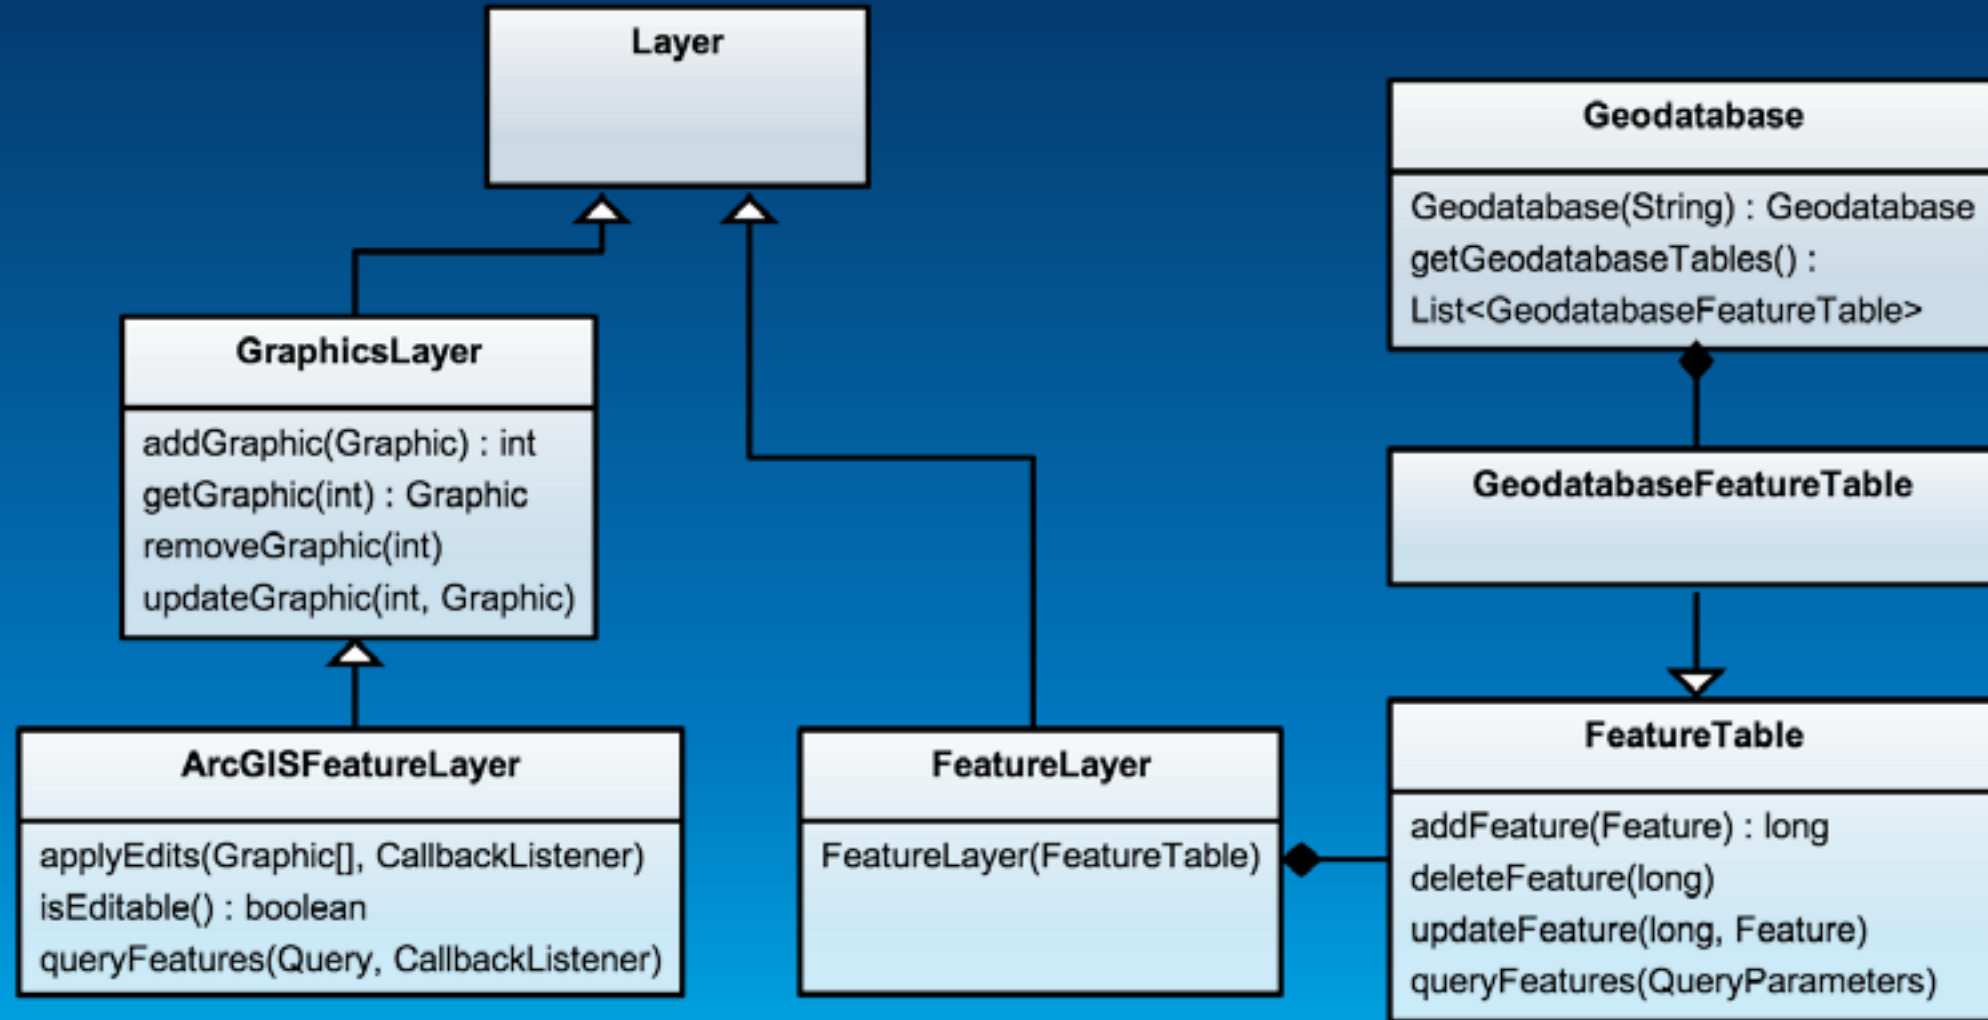 Layer
Geodatabase
Geodatabase(String) : Geodatabase
getGeodatabaseTables() :
List<GeodatabaseFeatureTable>
GraphicsLayer
addGraphic(Graphic) : int
getGraphic(int) : Graphic
removeGraphic(int)
updateGraphic(int, Graphic)
GeodatabaseFeatureTable
ArcGISFeatureLayer
applyEdits(Graphic[], CallbackListener)
isEditable() : boolean
queryFeatures(Query, CallbackListener)
FeatureLayer
FeatureLayer(FeatureTable)
FeatureTable
addFeature(Feature) : long
deleteFeature(long)
updateFeature(long, Feature)
queryFeatures(QueryParameters)